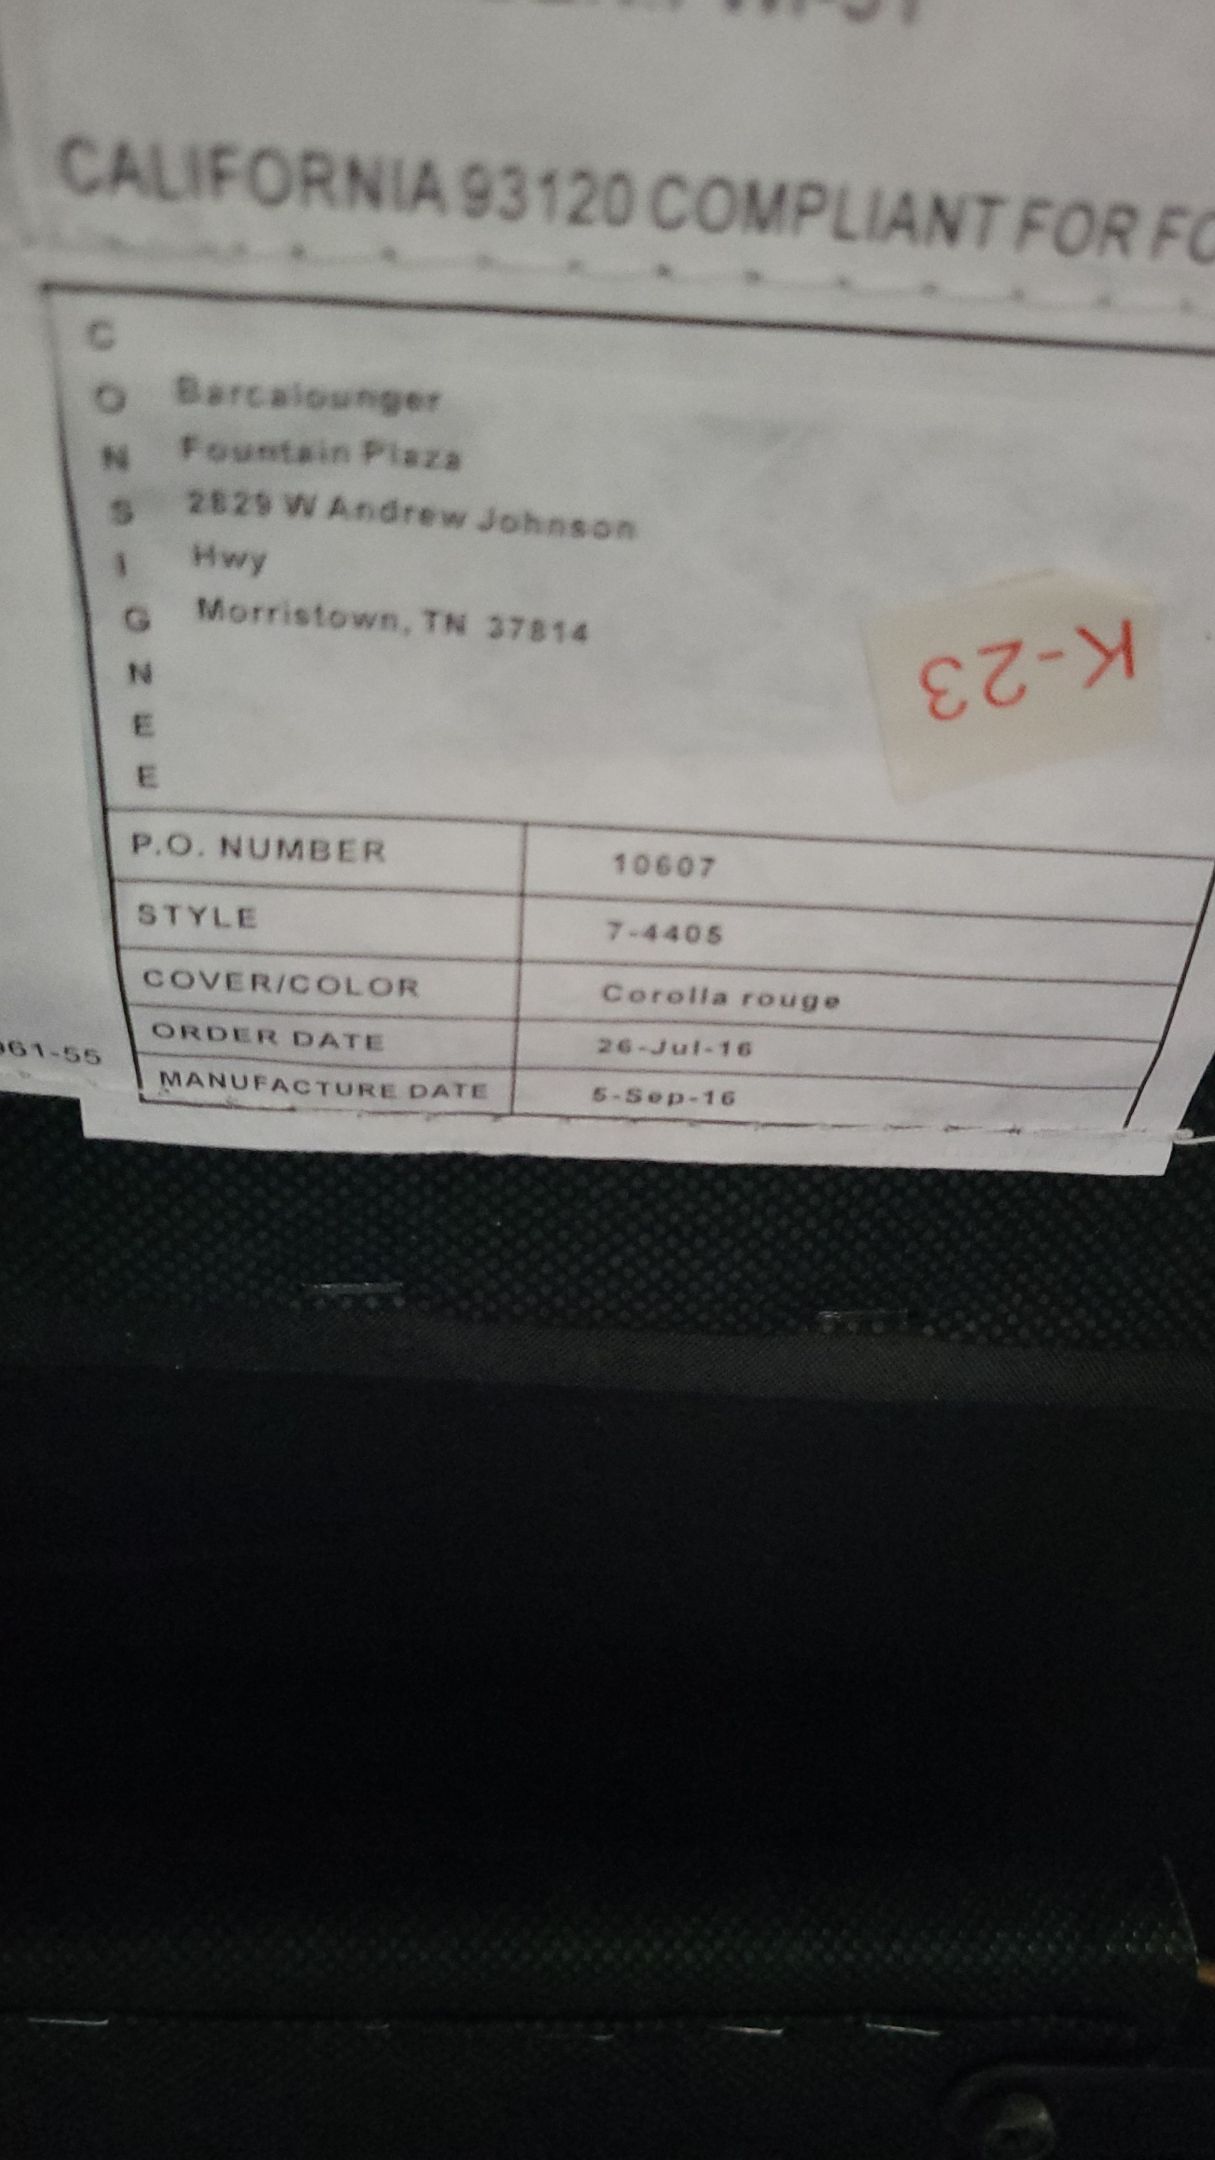 CALIFORNIA 93120 COMPLIANT FOR
CONSIGNEE
Barcalounger
Fountain Plaza
2829 W Andrew Johnson
Hwy
Morristown, TN 37814
K-23
P.O. NUMBER 10607
STYLE 7-4405
COVER/COLOR Corolla rouge
ORDER DATE 26-Jul-16
MANUFACTURE DATE 5-Sep-16
61-55